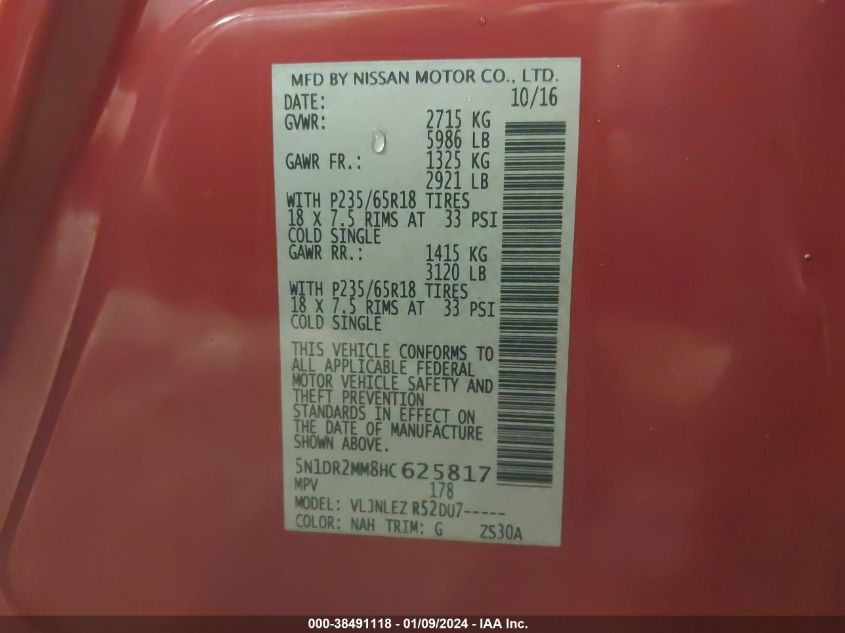 MFD BY NISSAN MOTOR CO., LTD.
DATE: 10/16
GVWR: 2715 KG
5986 LB
GAWR FR.: 1325 KG
2921 LB
WITH P235/65R18 TIRES
18 X 7.5 RIMS AT 33 PSI
COLD SINGLE
GAWR RR.: 1415 KG
3120 LB
WITH P235/65R18 TIRES
18 X 7.5 RIMS AT 33 PSI
COLD SINGLE
THIS VEHICLE CONFORMS TO
ALL APPLICABLE FEDERAL
MOTOR VEHICLE SAFETY AND
THEFT PREVENTION
STANDARDS IN EFFECT ON
THE DATE OF MANUFACTURE
SHOWN ABOVE.
5N1DR2MM8HC625817
MPV 178
MODEL: VLJNLEZ R52DU7-----
COLOR: NAH TRIM: G ZS30A
000-38491118 - 01/09/2024 - IAA Inc.